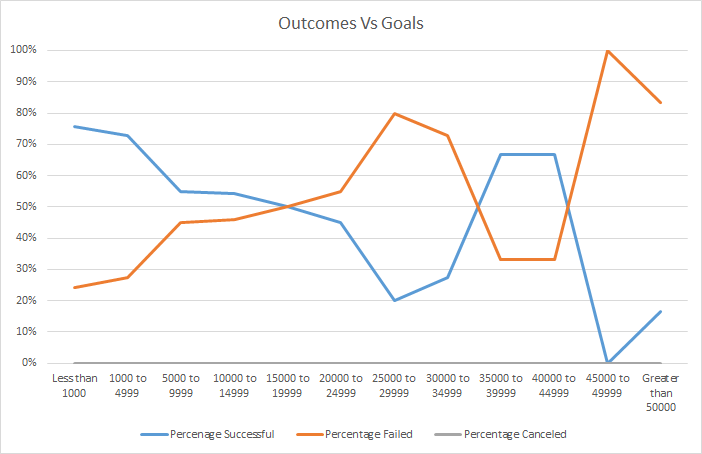 Outcomes Vs Goals
100%
90%
80%
70%
60%
50%
40%
30%
20%
10%
0%
Less than
1000
1000 to
4999
5000 to
9999
10000 to
14999
15000 to
19999
20000 to
24999
25000 to
29999
30000 to
34999
35000 to
39999
40000 to
44999
45000 to
49999
Greater
than
50000
Percenage Successful
Percentage Failed
Percentage Canceled